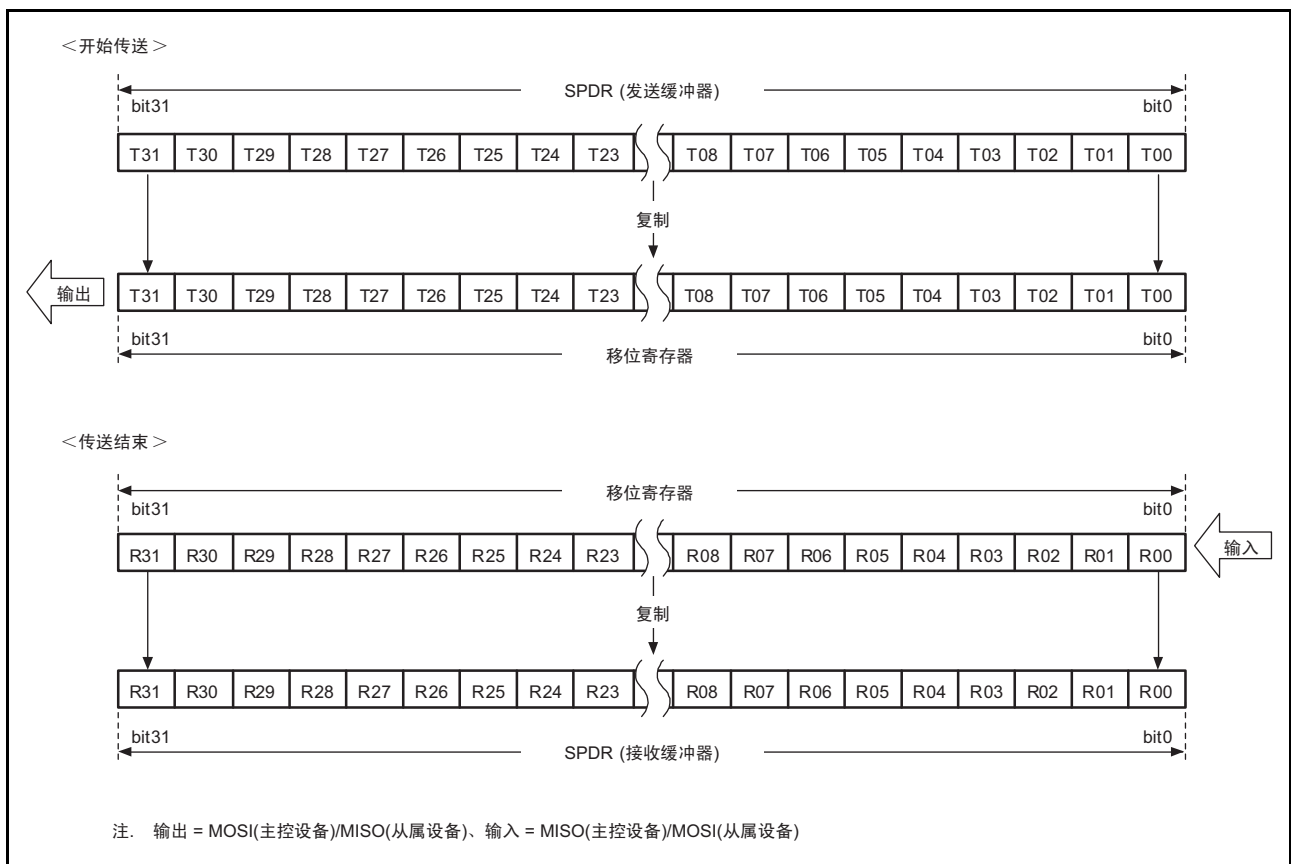 ＜开始传送＞
SPDR (发送缓冲器)
bit31 bit0
T31 T30 T29 T28 T27 T26 T25 T24 T23 T08 T07 T06 T05 T04 T03 T02 T01 T00
复制
输出 T31 T30 T29 T28 T27 T26 T25 T24 T23 T08 T07 T06 T05 T04 T03 T02 T01 T00
bit31 bit0
移位寄存器
＜传送结束＞
移位寄存器
bit31 bit0
R31 R30 R29 R28 R27 R26 R25 R24 R23 R08 R07 R06 R05 R04 R03 R02 R01 R00 输入
复制
R31 R30 R29 R28 R27 R26 R25 R24 R23 R08 R07 R06 R05 R04 R03 R02 R01 R00
bit31 bit0
SPDR (接收缓冲器)
注. 输出 = MOSI(主控设备)/MISO(从属设备)、输入 = MISO(主控设备)/MOSI(从属设备)